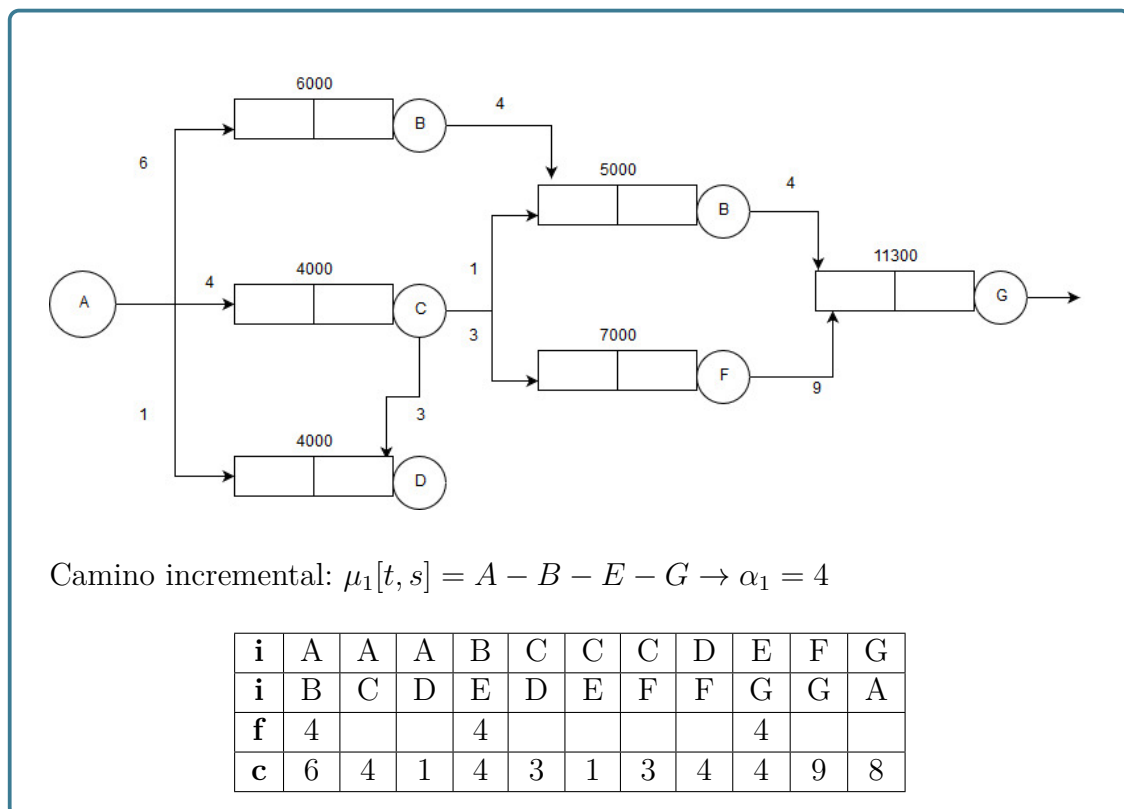 6000
B
4
6
5000
B
4
11300
G
A
4
4000
C
1
3
7000
F
9
1
3
4000
D
Camino incremental: μ₁[t, s] = A − B − E − G → α₁ = 4
i A A A B C C C D E F G
i B C D E D E F F G G A
f 4 4 4
c 6 4 1 4 3 1 3 4 4 9 8